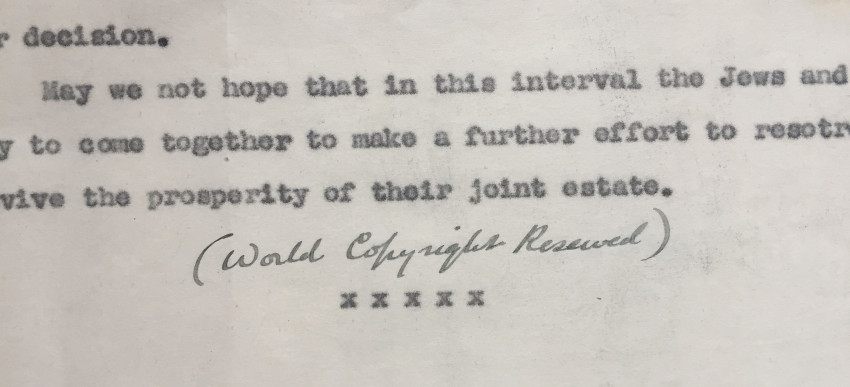 r decision.
May we not hope that in this interval the Jews and
y to come together to make a further effort to resotr
vive the prosperity of their joint estate.
(World Copyright Reserved)
x x x x x